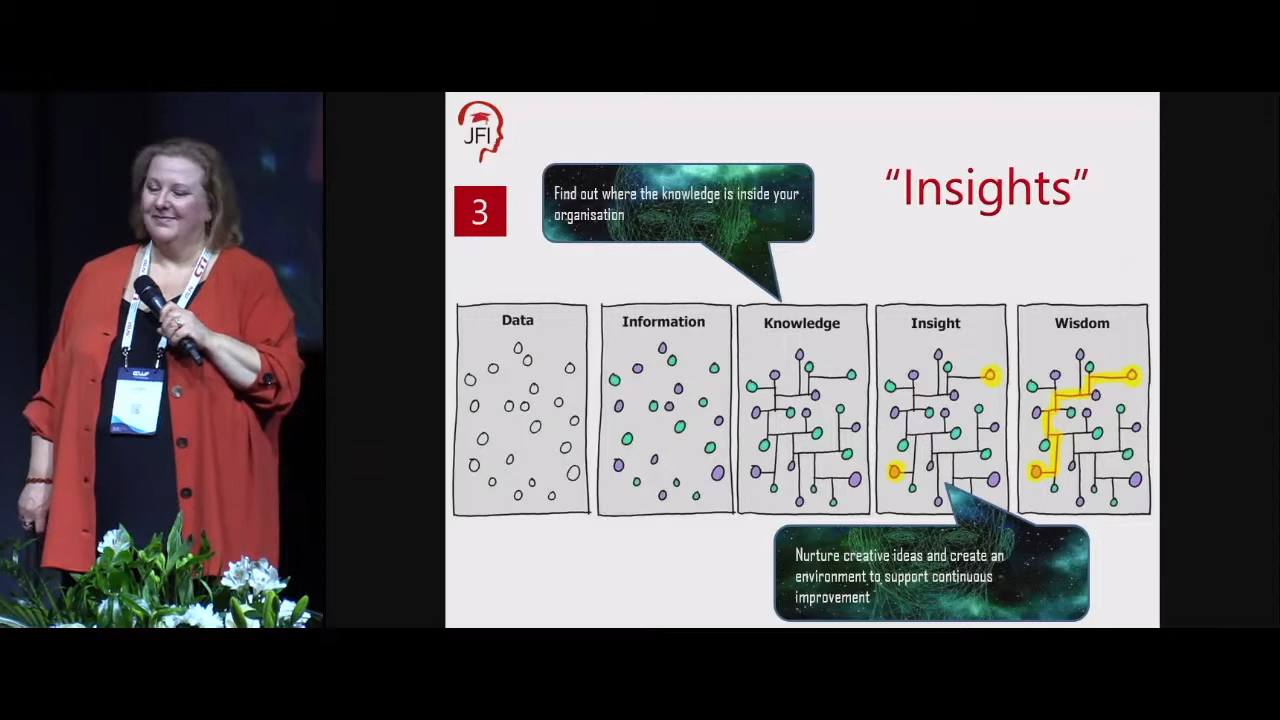 JFI
3
Find out where the knowledge is inside your
organisation
“Insights”
Data
Information
Knowledge
Insight
Wisdom
Nurture creative ideas and create an
environment to support continuous
improvement